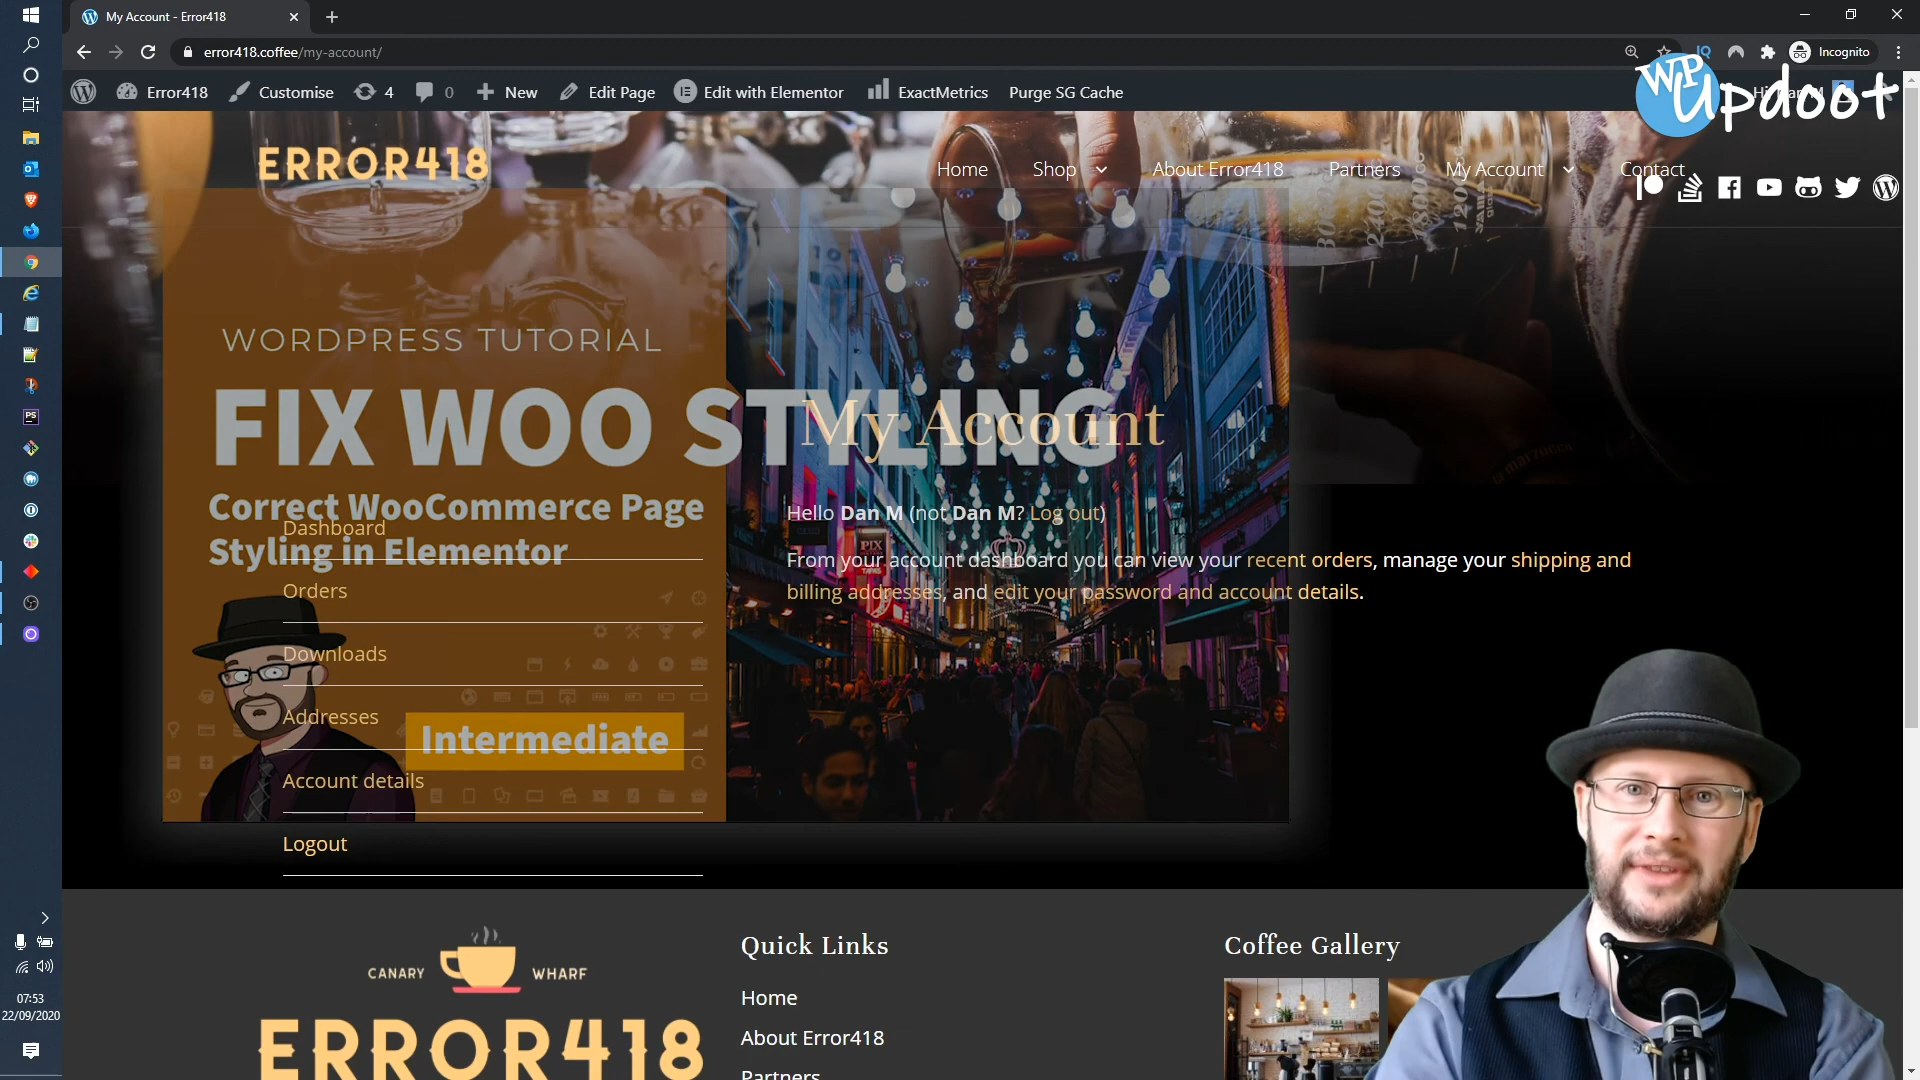 My Account - Error418
error418.coffee/my-account/
Incognito
Error418
Customise
4
0
New
Edit Page
Edit with Elementor
ExactMetrics
Purge SG Cache
WP Updoot
ERROR418
Home
Shop
About Error418
Partners
My Account
Contact
WORDPRESS TUTORIAL
FIX WOO STYLING
My Account
Correct WooCommerce Page
Styling in Elementor
Dashboard
Orders
Downloads
Addresses
Account details
Logout
Intermediate
Hello Dan M (not Dan M? Log out)
From your account dashboard you can view your recent orders, manage your shipping and
billing addresses, and edit your password and account details.
CANARY WHARF
ERROR418
Quick Links
Home
About Error418
Partners
Coffee Gallery
07:53
22/09/2020